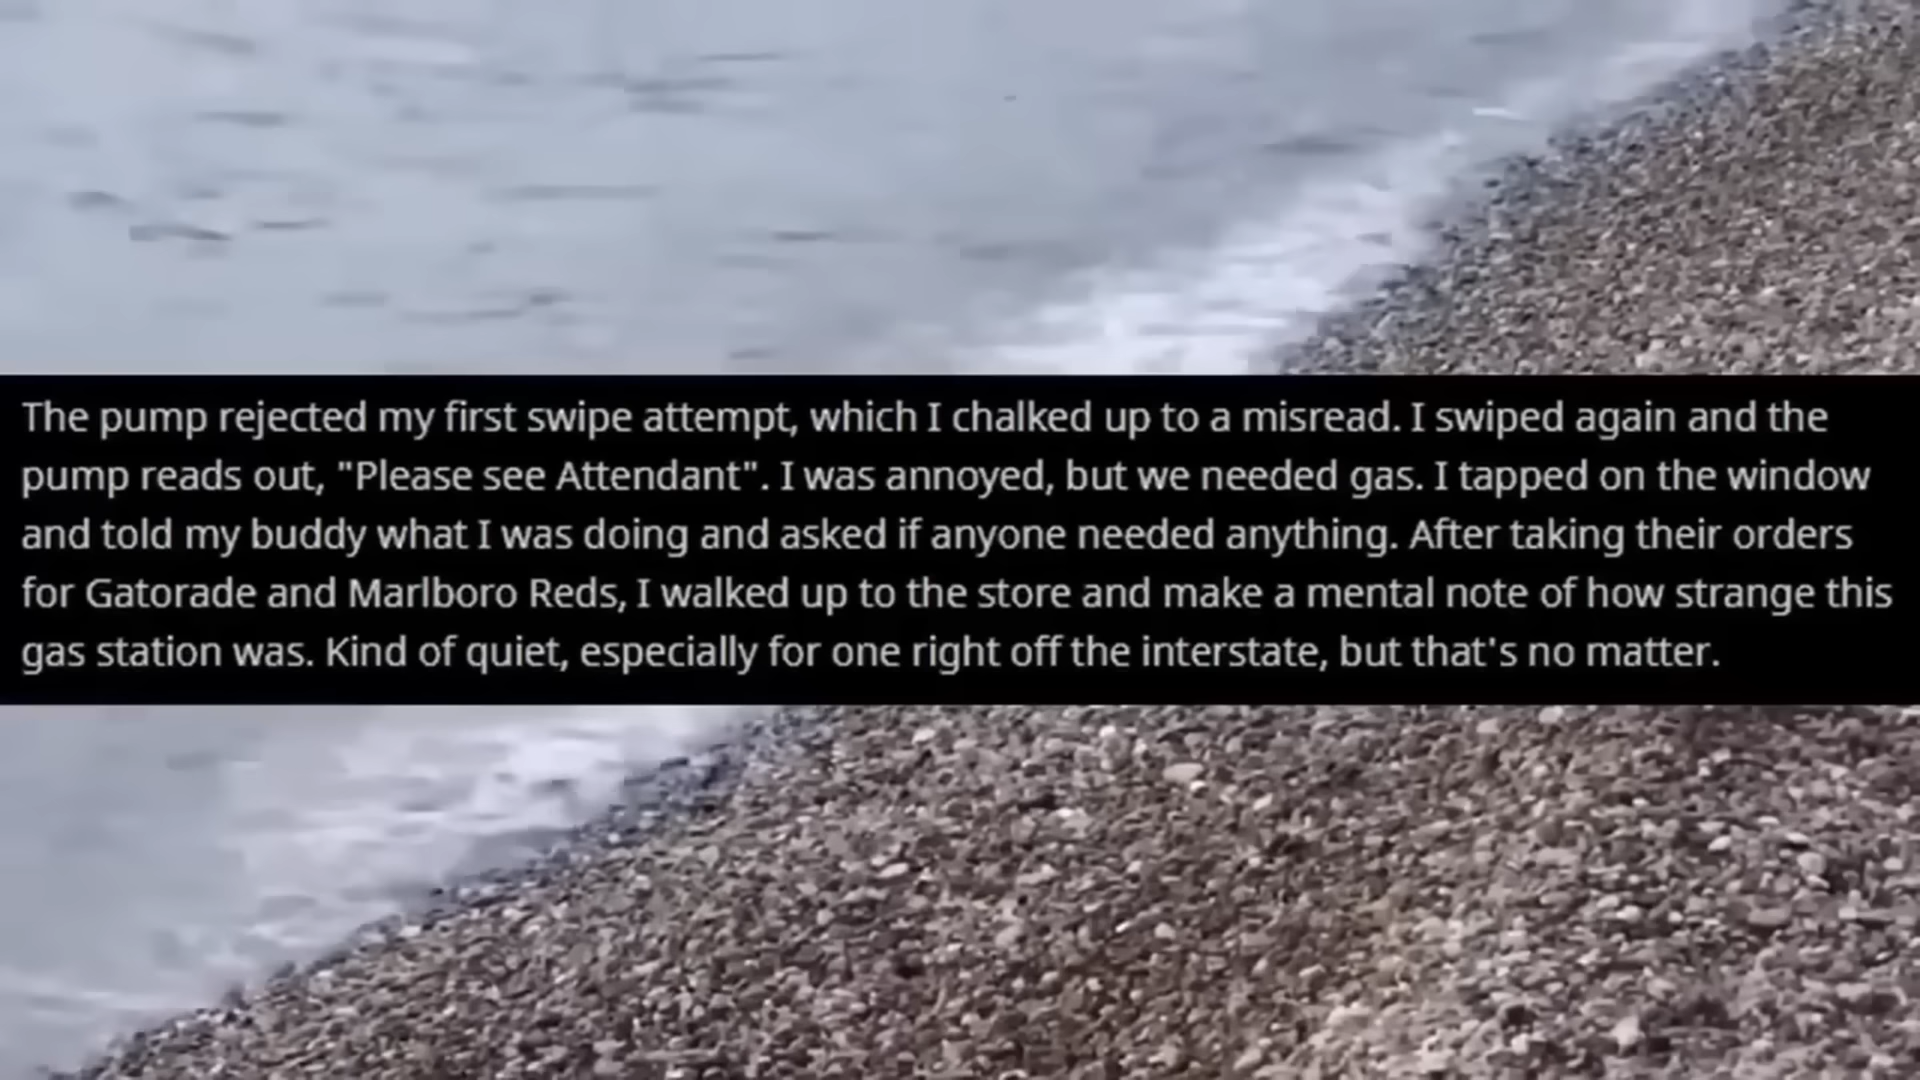 The pump rejected my first swipe attempt, which I chalked up to a misread. I swiped again and the
pump reads out, "Please see Attendant". I was annoyed, but we needed gas. I tapped on the window
and told my buddy what I was doing and asked if anyone needed anything. After taking their orders
for Gatorade and Marlboro Reds, I walked up to the store and make a mental note of how strange this
gas station was. Kind of quiet, especially for one right off the interstate, but that's no matter.